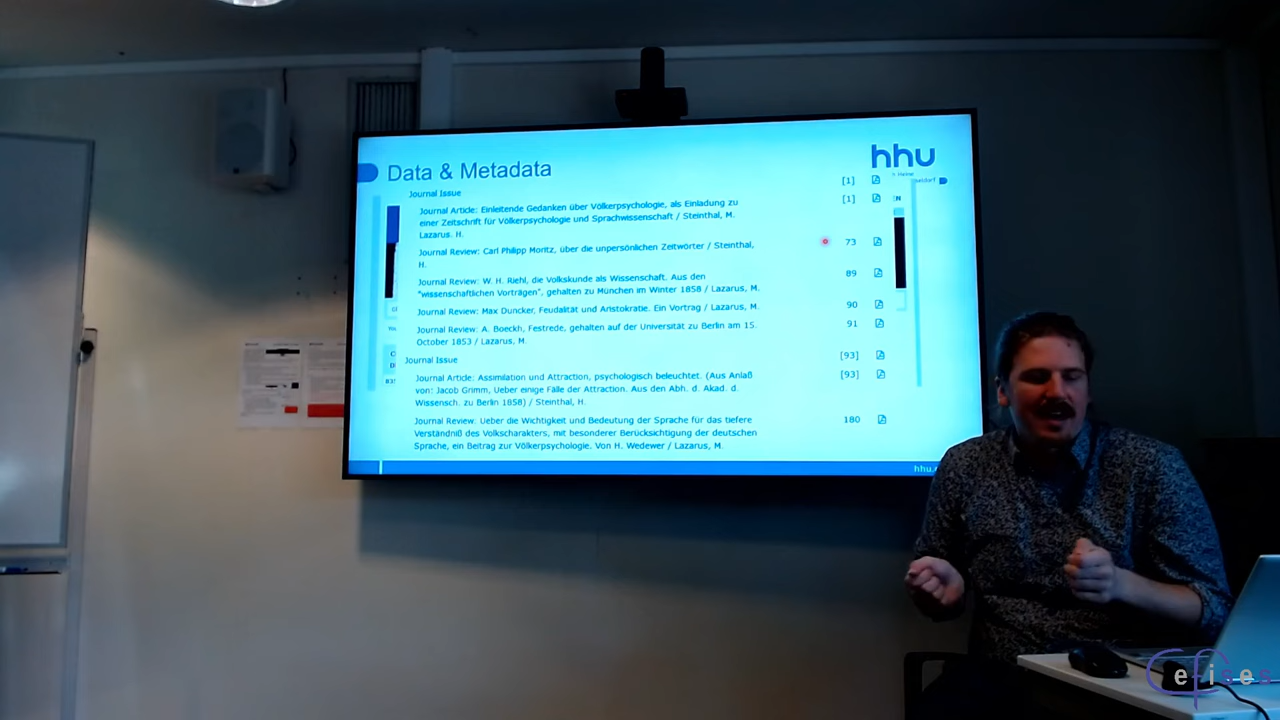 Data & Metadata
hhu
Heine
Journal Issue
[1]
Journal Article: Einleitende Gedanken über Völkerpsychologie, als Einladung zu
einer Zeitschrift für Völkerpsychologie und Sprachwissenschaft / Steinthal, M.
Lazarus. H.
[1]
Journal Review: Carl Philipp Moritz, über die unpersönlichen Zeitwörter / Steinthal,
H.
73
Journal Review: W. H. Riehl, die Volkskunde als Wissenschaft. Aus den
"wissenschaftlichen Vorträgen", gehalten zu München im Winter 1858 / Lazarus, M.
89
Journal Review: Max Duncker, Feudalität und Aristokratie. Ein Vortrag / Lazarus, M.
90
Journal Review: A. Boeckh, Festrede, gehalten auf der Universität zu Berlin am 15.
October 1853 / Lazarus, M.
91
Journal Issue
[93]
Journal Article: Assimilation und Attraction, psychologisch beleuchtet. (Aus Anlaß
von: Jacob Grimm, Ueber einige Fälle der Attraction. Aus den Abh. d. Akad. d.
Wissensch. zu Berlin 1858) / Steinthal, H.
[93]
Journal Review: Ueber die Wichtigkeit und Bedeutung der Sprache für das tiefere
Verständniß des Volkscharakters, mit besonderer Berücksichtigung der deutschen
Sprache, ein Beitrag zur Völkerpsychologie. Von H. Wedewer / Lazarus, M.
180
hhu.
Cefises